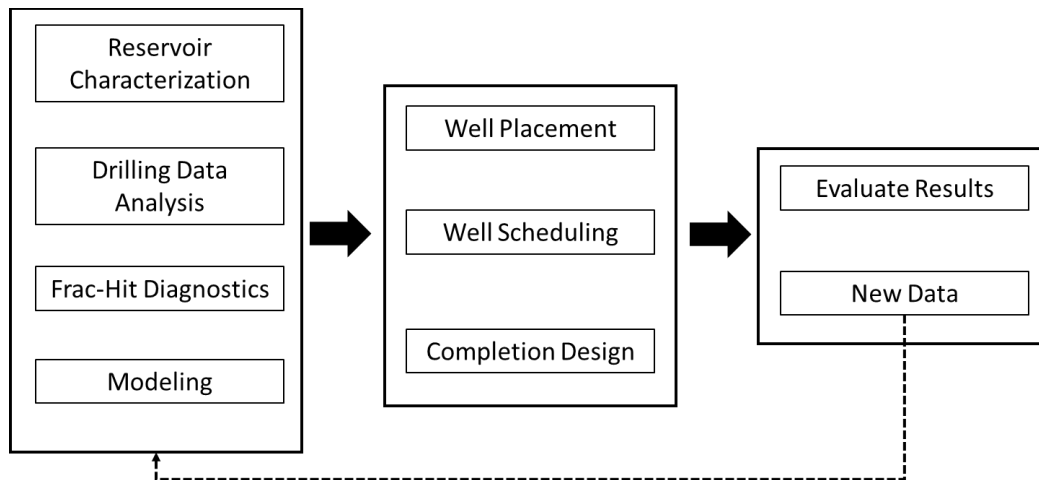 Reservoir
Characterization
Drilling Data
Analysis
Frac-Hit Diagnostics
Modeling
Well Placement
Well Scheduling
Completion Design
Evaluate Results
New Data